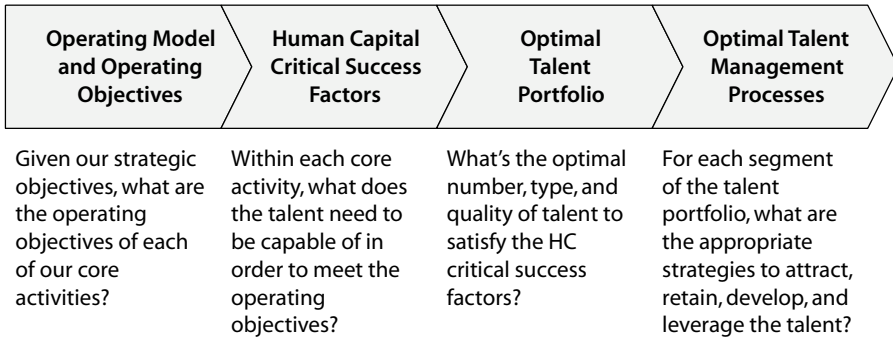 Operating Model
and Operating
Objectives
Human Capital
Critical Success
Factors
Optimal
Talent
Portfolio
Optimal Talent
Management
Processes
Given our strategic
objectives, what are
the operating
objectives of each
of our core
activities?
Within each core
activity, what does
the talent need to
be capable of in
order to meet the
operating
objectives?
What's the optimal
number, type, and
quality of talent to
satisfy the HC
critical success
factors?
For each segment
of the talent
portfolio, what are
the appropriate
strategies to attract,
retain, develop, and
leverage the talent?